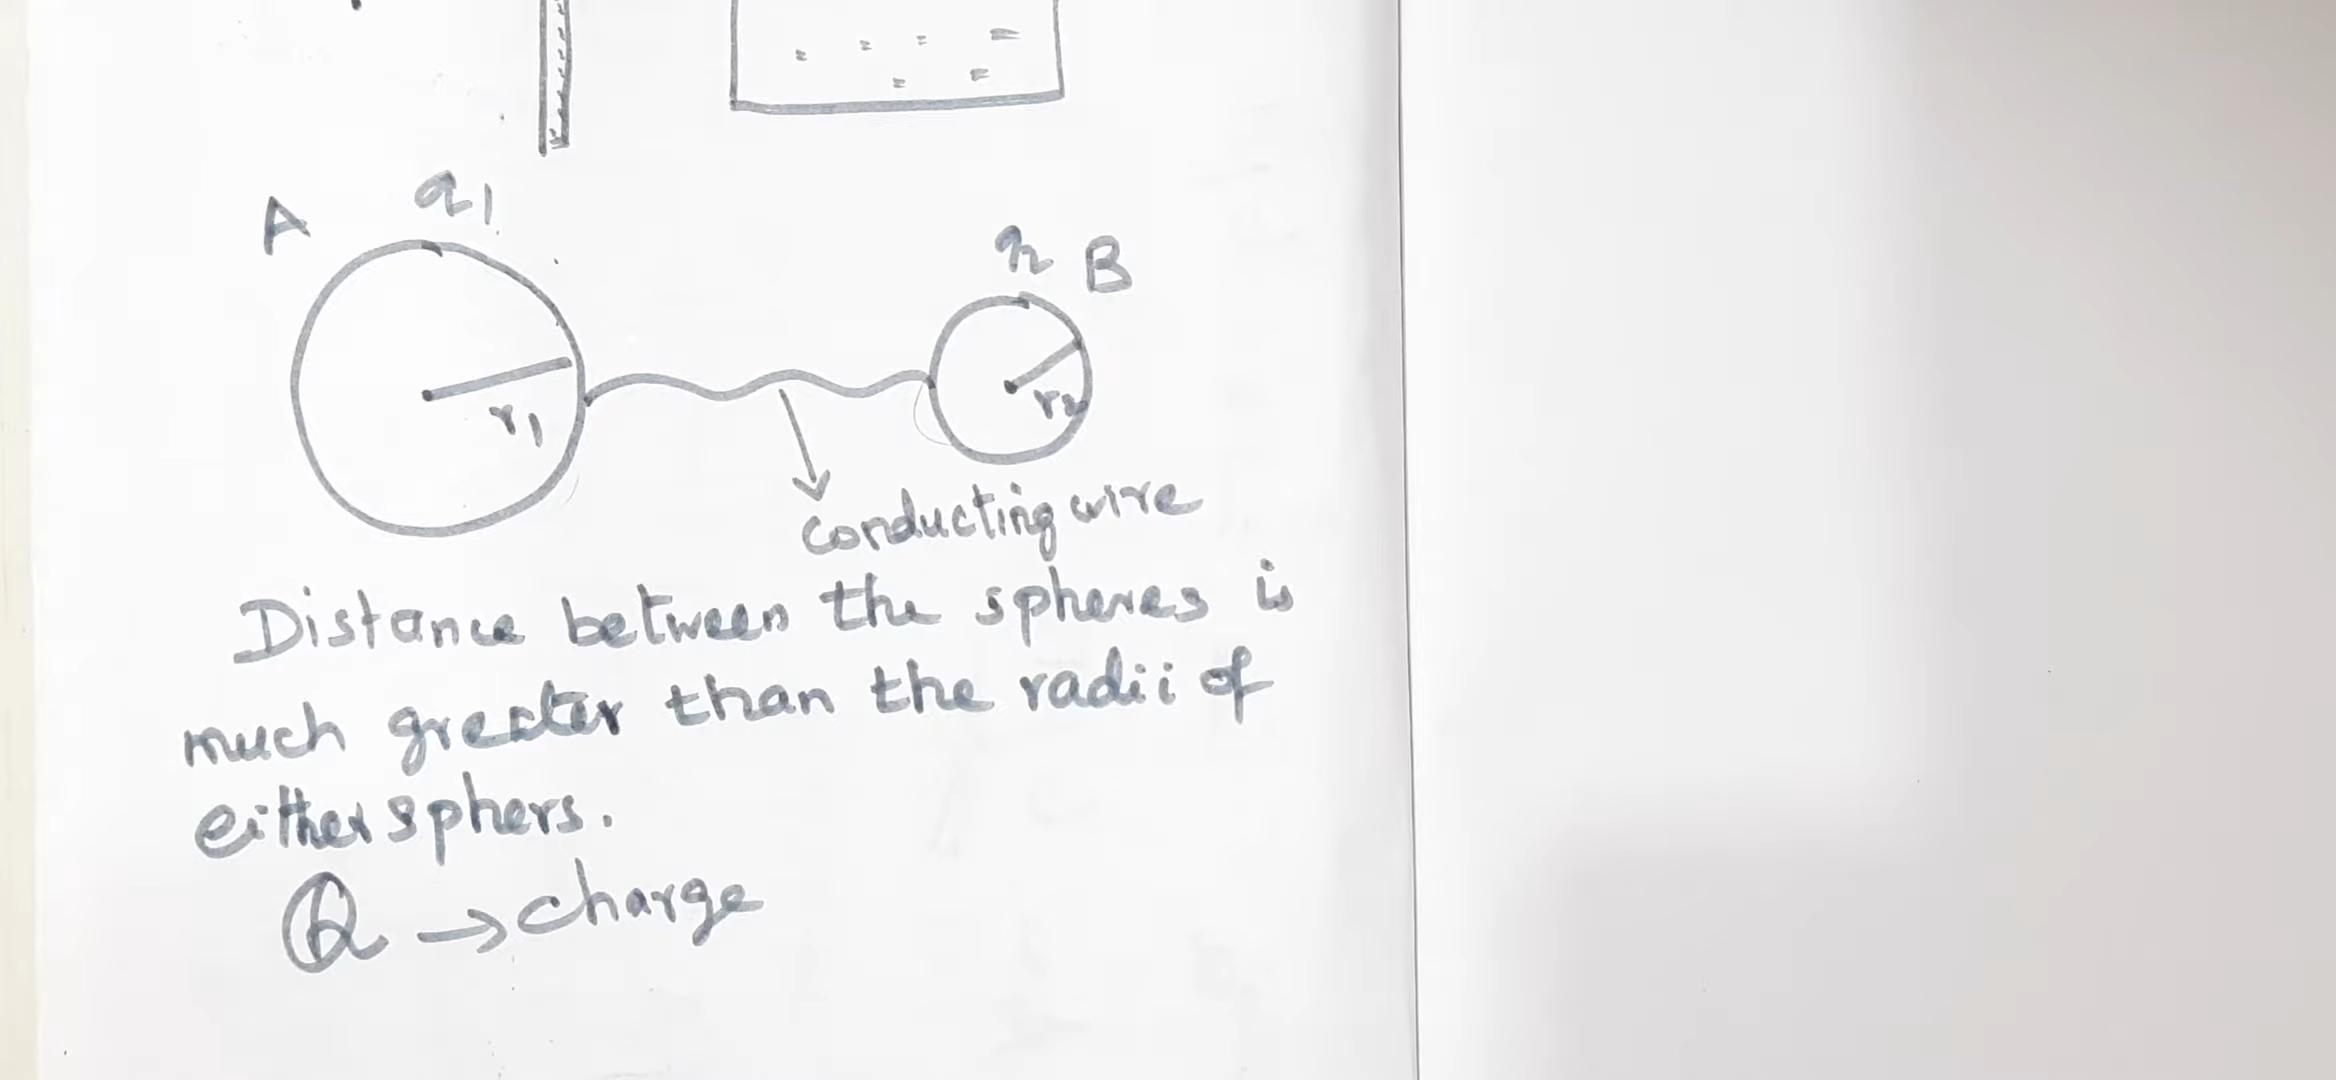 A
q1
B
r1
r2
conducting wire
Distance between the spheres is
much greater than the radii of
either sphers.
Q → charge